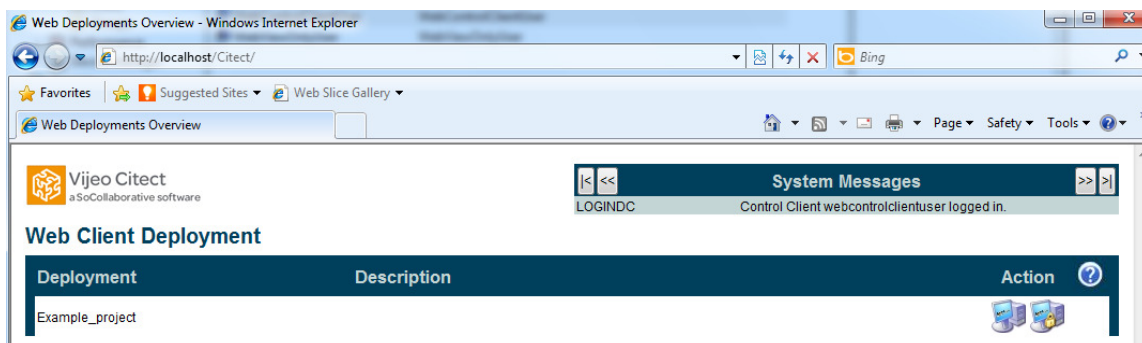 Web Deployments Overview - Windows Internet Explorer
http://localhost/Citect/
Bing
Favorites
Suggested Sites
Web Slice Gallery
Web Deployments Overview
Page
Safety
Tools
Vijeo Citect
a SoCollaborative software
|< <<
System Messages
>> >|
LOGINDC
Control Client webcontrolclientuser logged in.
Web Client Deployment
Deployment
Description
Action
Example_project